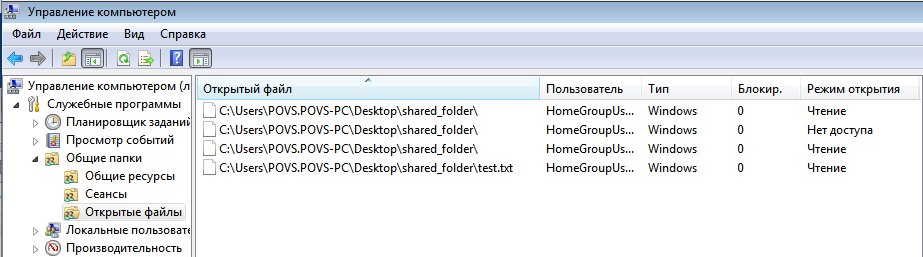 Управление компьютером
Файл Действие Вид Справка
Управление компьютером (л
Служебные программы
Планировщик заданий
Просмотр событий
Общие папки
Общие ресурсы
Сеансы
Открытые файлы
Локальные пользоват
Производительность
Открытый файл Пользователь Тип Блокир. Режим открытия
C:\Users\POVS.POVS-PC\Desktop\shared_folder\ HomeGroupUs... Windows 0 Чтение
C:\Users\POVS.POVS-PC\Desktop\shared_folder\ HomeGroupUs... Windows 0 Нет доступа
C:\Users\POVS.POVS-PC\Desktop\shared_folder\ HomeGroupUs... Windows 0 Чтение
C:\Users\POVS.POVS-PC\Desktop\shared_folder\test.txt HomeGroupUs... Windows 0 Чтение